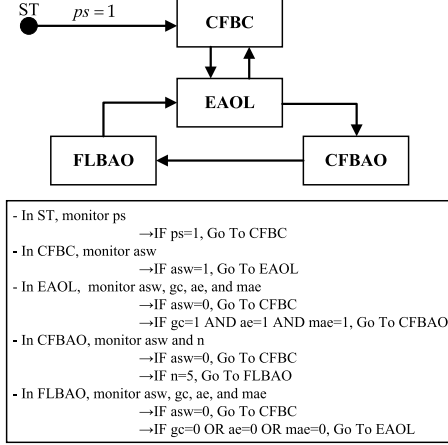 ST
ps = 1
CFBC
EAOL
FLBAO
CFBAO
- In ST, monitor ps
→IF ps=1, Go To CFBC
- In CFBC, monitor asw
→IF asw=1, Go To EAOL
- In EAOL, monitor asw, gc, ae, and mae
→IF asw=0, Go To CFBC
→IF gc=1 AND ae=1 AND mae=1, Go To CFBAO
- In CFBAO, monitor asw and n
→IF asw=0, Go To CFBC
→IF n=5, Go To FLBAO
- In FLBAO, monitor asw, gc, ae, and mae
→IF asw=0, Go To CFBC
→IF gc=0 OR ae=0 OR mae=0, Go To EAOL